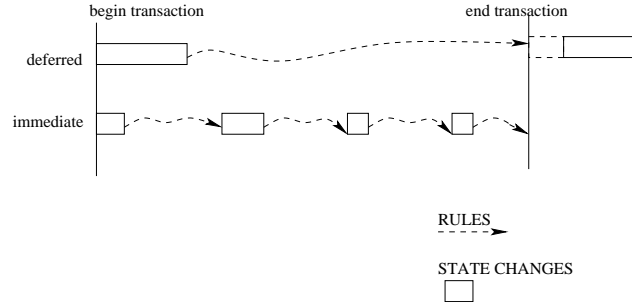 begin transaction
end transaction
deferred
immediate
RULES
STATE CHANGES